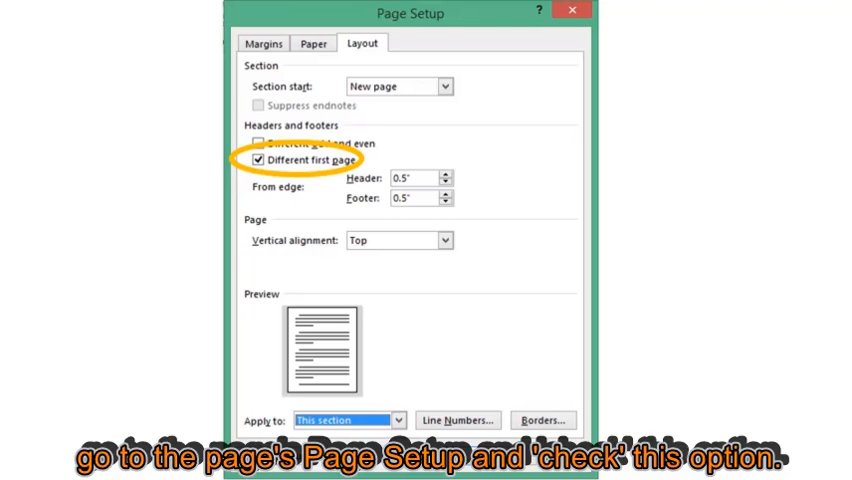 Page Setup
?
Margins Paper Layout
Section
Section start: New page
Suppress endnotes
Headers and footers
Different odd and even
Different first page
From edge:
Header: 0.5"
Footer: 0.5"
Page
Vertical alignment: Top
Preview
Apply to: This section Line Numbers... Borders...
go to the page's Page Setup and 'check' this option.